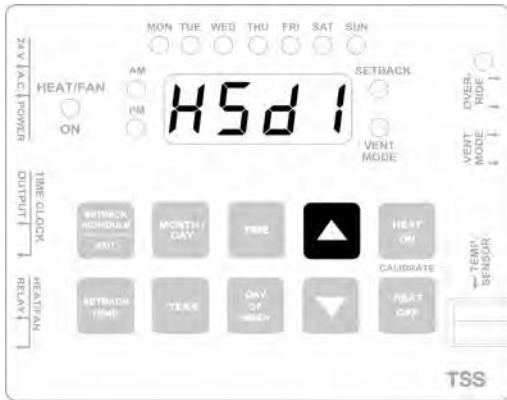 MON TUE WED THU FRI SAT SUN
24 V. A.C. POWER
HEAT/FAN
ON
AM
PM
HSd1
SETBACK
VENT
MODE
OVER-
RIDE
VENT
MODE
TIME CLOCK
OUTPUT
SETBACK
SCHEDULE
MONTH/
DAY
TIME
HEAT
ON
CALIBRATE
TEMP.
SENSOR
HEAT/FAN
RELAY
SETBACK
TEMP
YEAR
DAY
OF
WEEK
HEAT
OFF
TSS